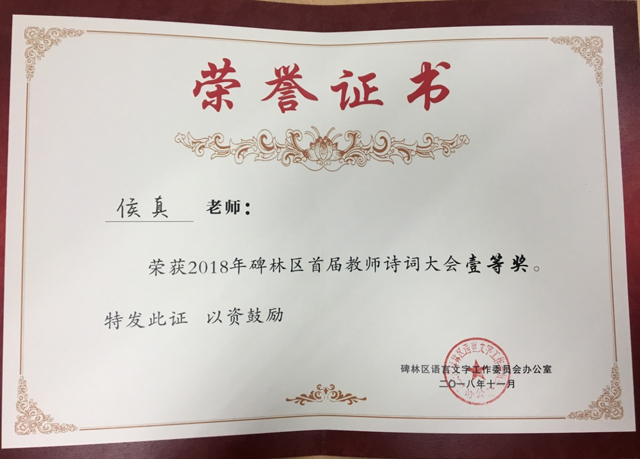 荣誉证书
侯真 老师：
荣获2018年碑林区首届教师诗词大会壹等奖。
特发此证 以资鼓励
碑林区语言文字工作委员会办公室
二〇一八年十一月